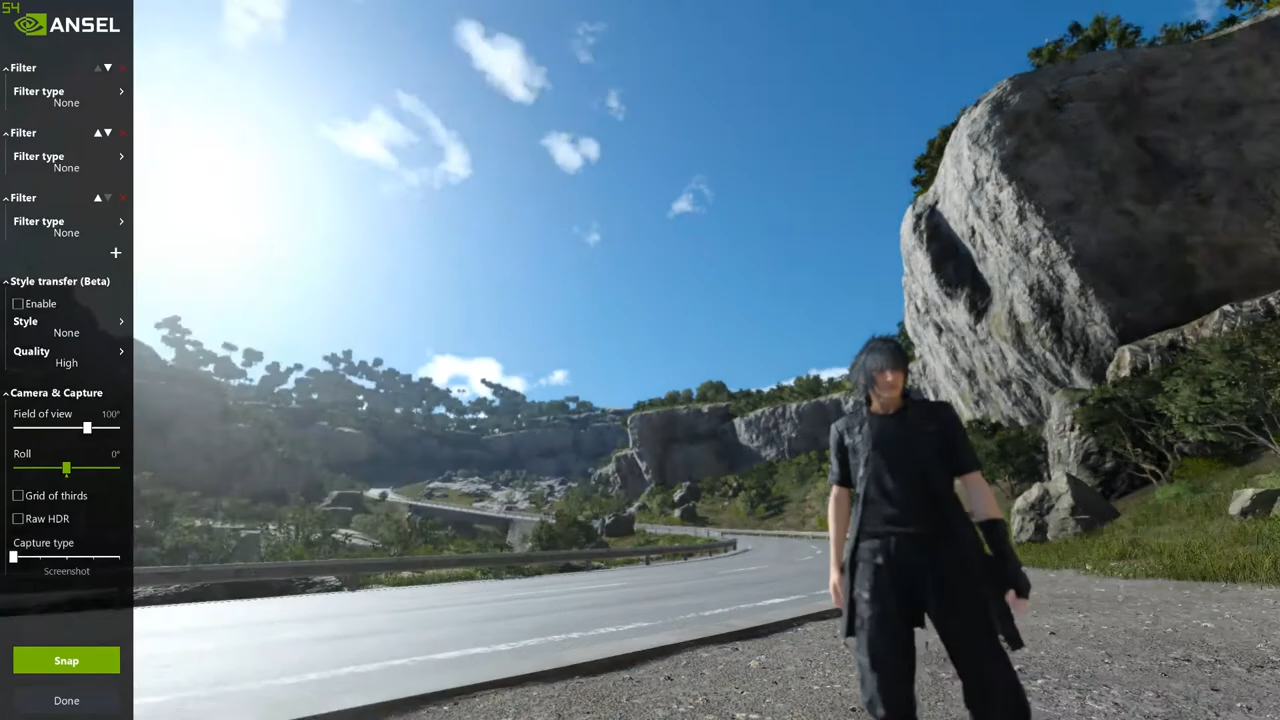 54
ANSEL
Filter
Filter type
None
Filter
Filter type
None
Filter
Filter type
None
Style transfer (Beta)
Enable
Style
None
Quality
High
Camera & Capture
Field of view 100°
Roll 0°
Grid of thirds
Raw HDR
Capture type
Screenshot
Snap
Done